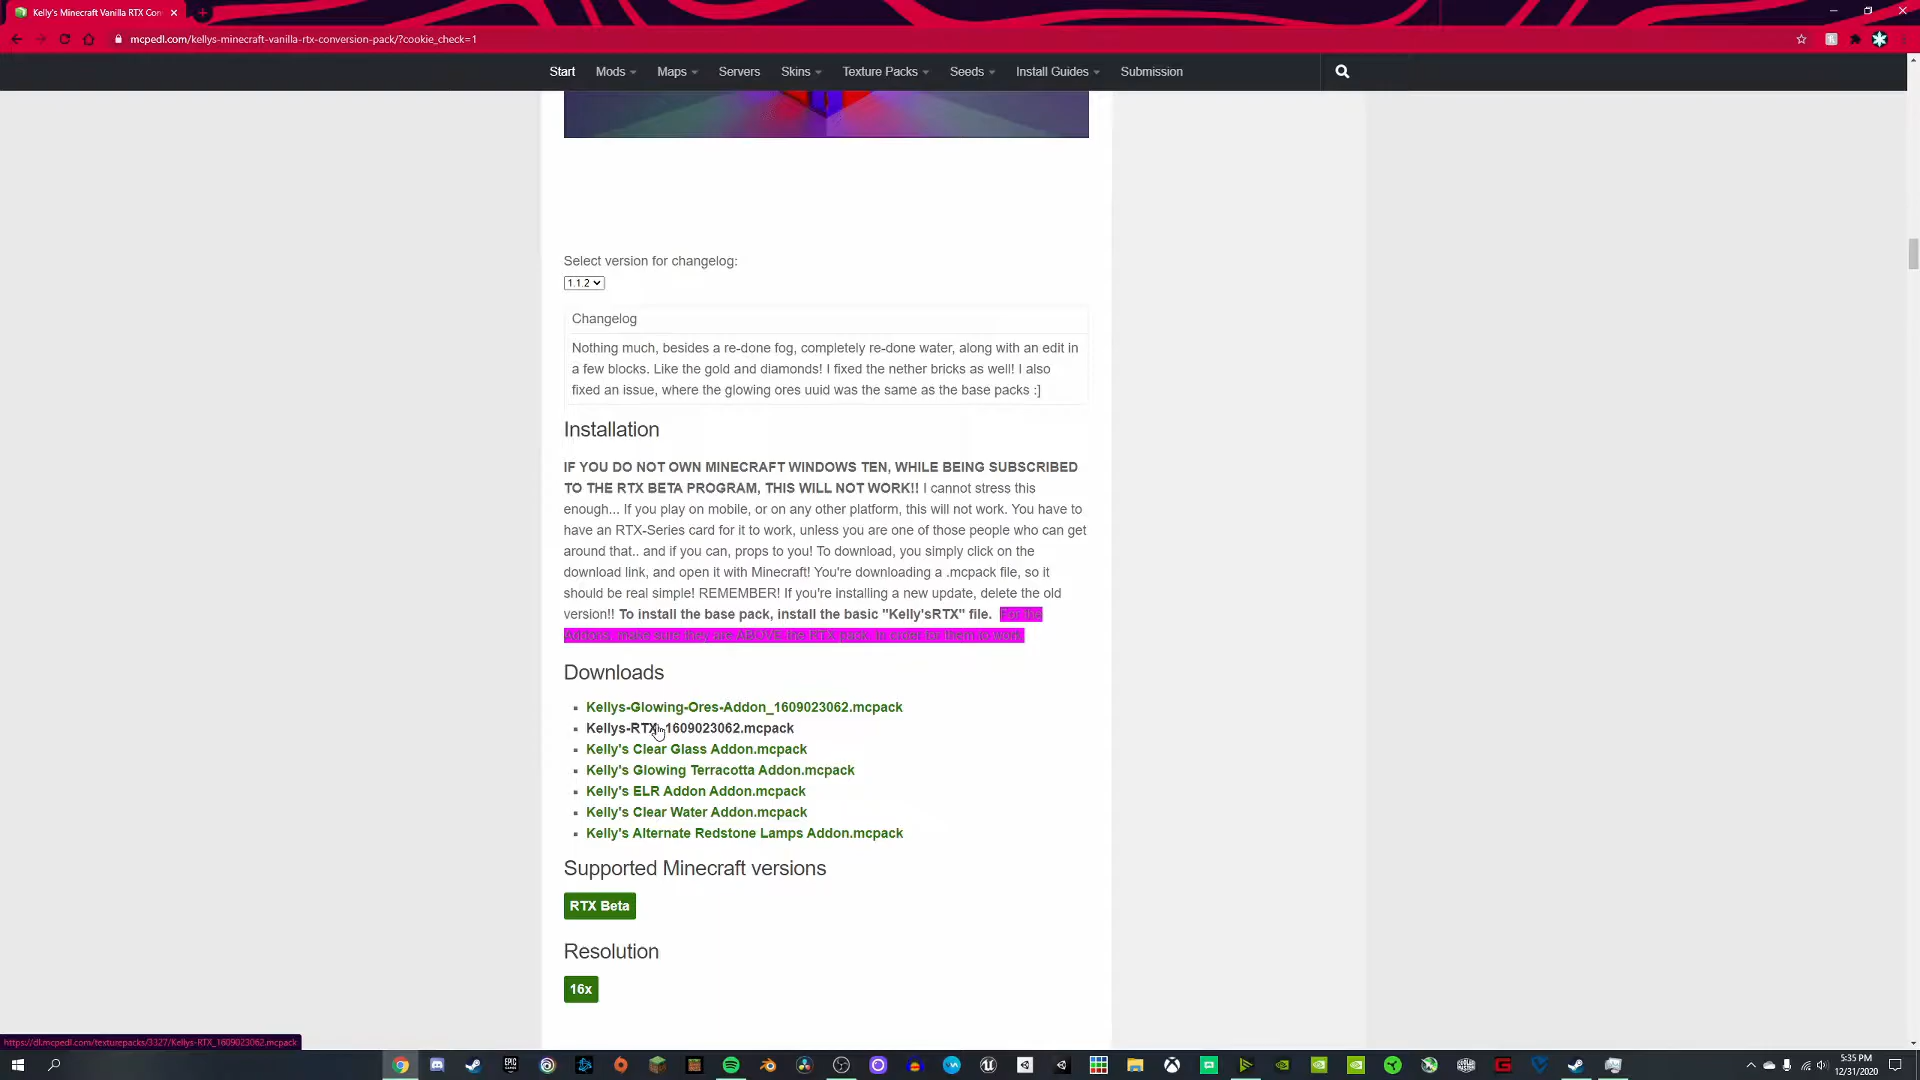 Kelly's Minecraft Vanilla RTX Con
mcpedl.com/kellys-minecraft-vanilla-rtx-conversion-pack/?cookie_check=1
Start Mods Maps Servers Skins Texture Packs Seeds Install Guides Submission
Select version for changelog:
1.1.2
Changelog
Nothing much, besides a re-done fog, completely re-done water, along with an edit in
a few blocks. Like the gold and diamonds! I fixed the nether bricks as well! I also
fixed an issue, where the glowing ores uuid was the same as the base packs :]
Installation
IF YOU DO NOT OWN MINECRAFT WINDOWS TEN, WHILE BEING SUBSCRIBED
TO THE RTX BETA PROGRAM, THIS WILL NOT WORK!! I cannot stress this
enough... If you play on mobile, or on any other platform, this will not work. You have to
have an RTX-Series card for it to work, unless you are one of those people who can get
around that.. and if you can, props to you! To download, you simply click on the
download link, and open it with Minecraft! You're downloading a .mcpack file, so it
should be real simple! REMEMBER! If you're installing a new update, delete the old
version!! To install the base pack, install the basic "Kelly'sRTX" file. For the
Addons, make sure they are ABOVE the RTX pack, in order for them to work.
Downloads
Kellys-Glowing-Ores-Addon_1609023062.mcpack
Kellys-RTX_1609023062.mcpack
Kelly's Clear Glass Addon.mcpack
Kelly's Glowing Terracotta Addon.mcpack
Kelly's ELR Addon Addon.mcpack
Kelly's Clear Water Addon.mcpack
Kelly's Alternate Redstone Lamps Addon.mcpack
Supported Minecraft versions
RTX Beta
Resolution
16x
https://dl.mcpedl.com/texturepacks/3327/Kellys-RTX_1609023062.mcpack
5:35 PM
12/31/2020